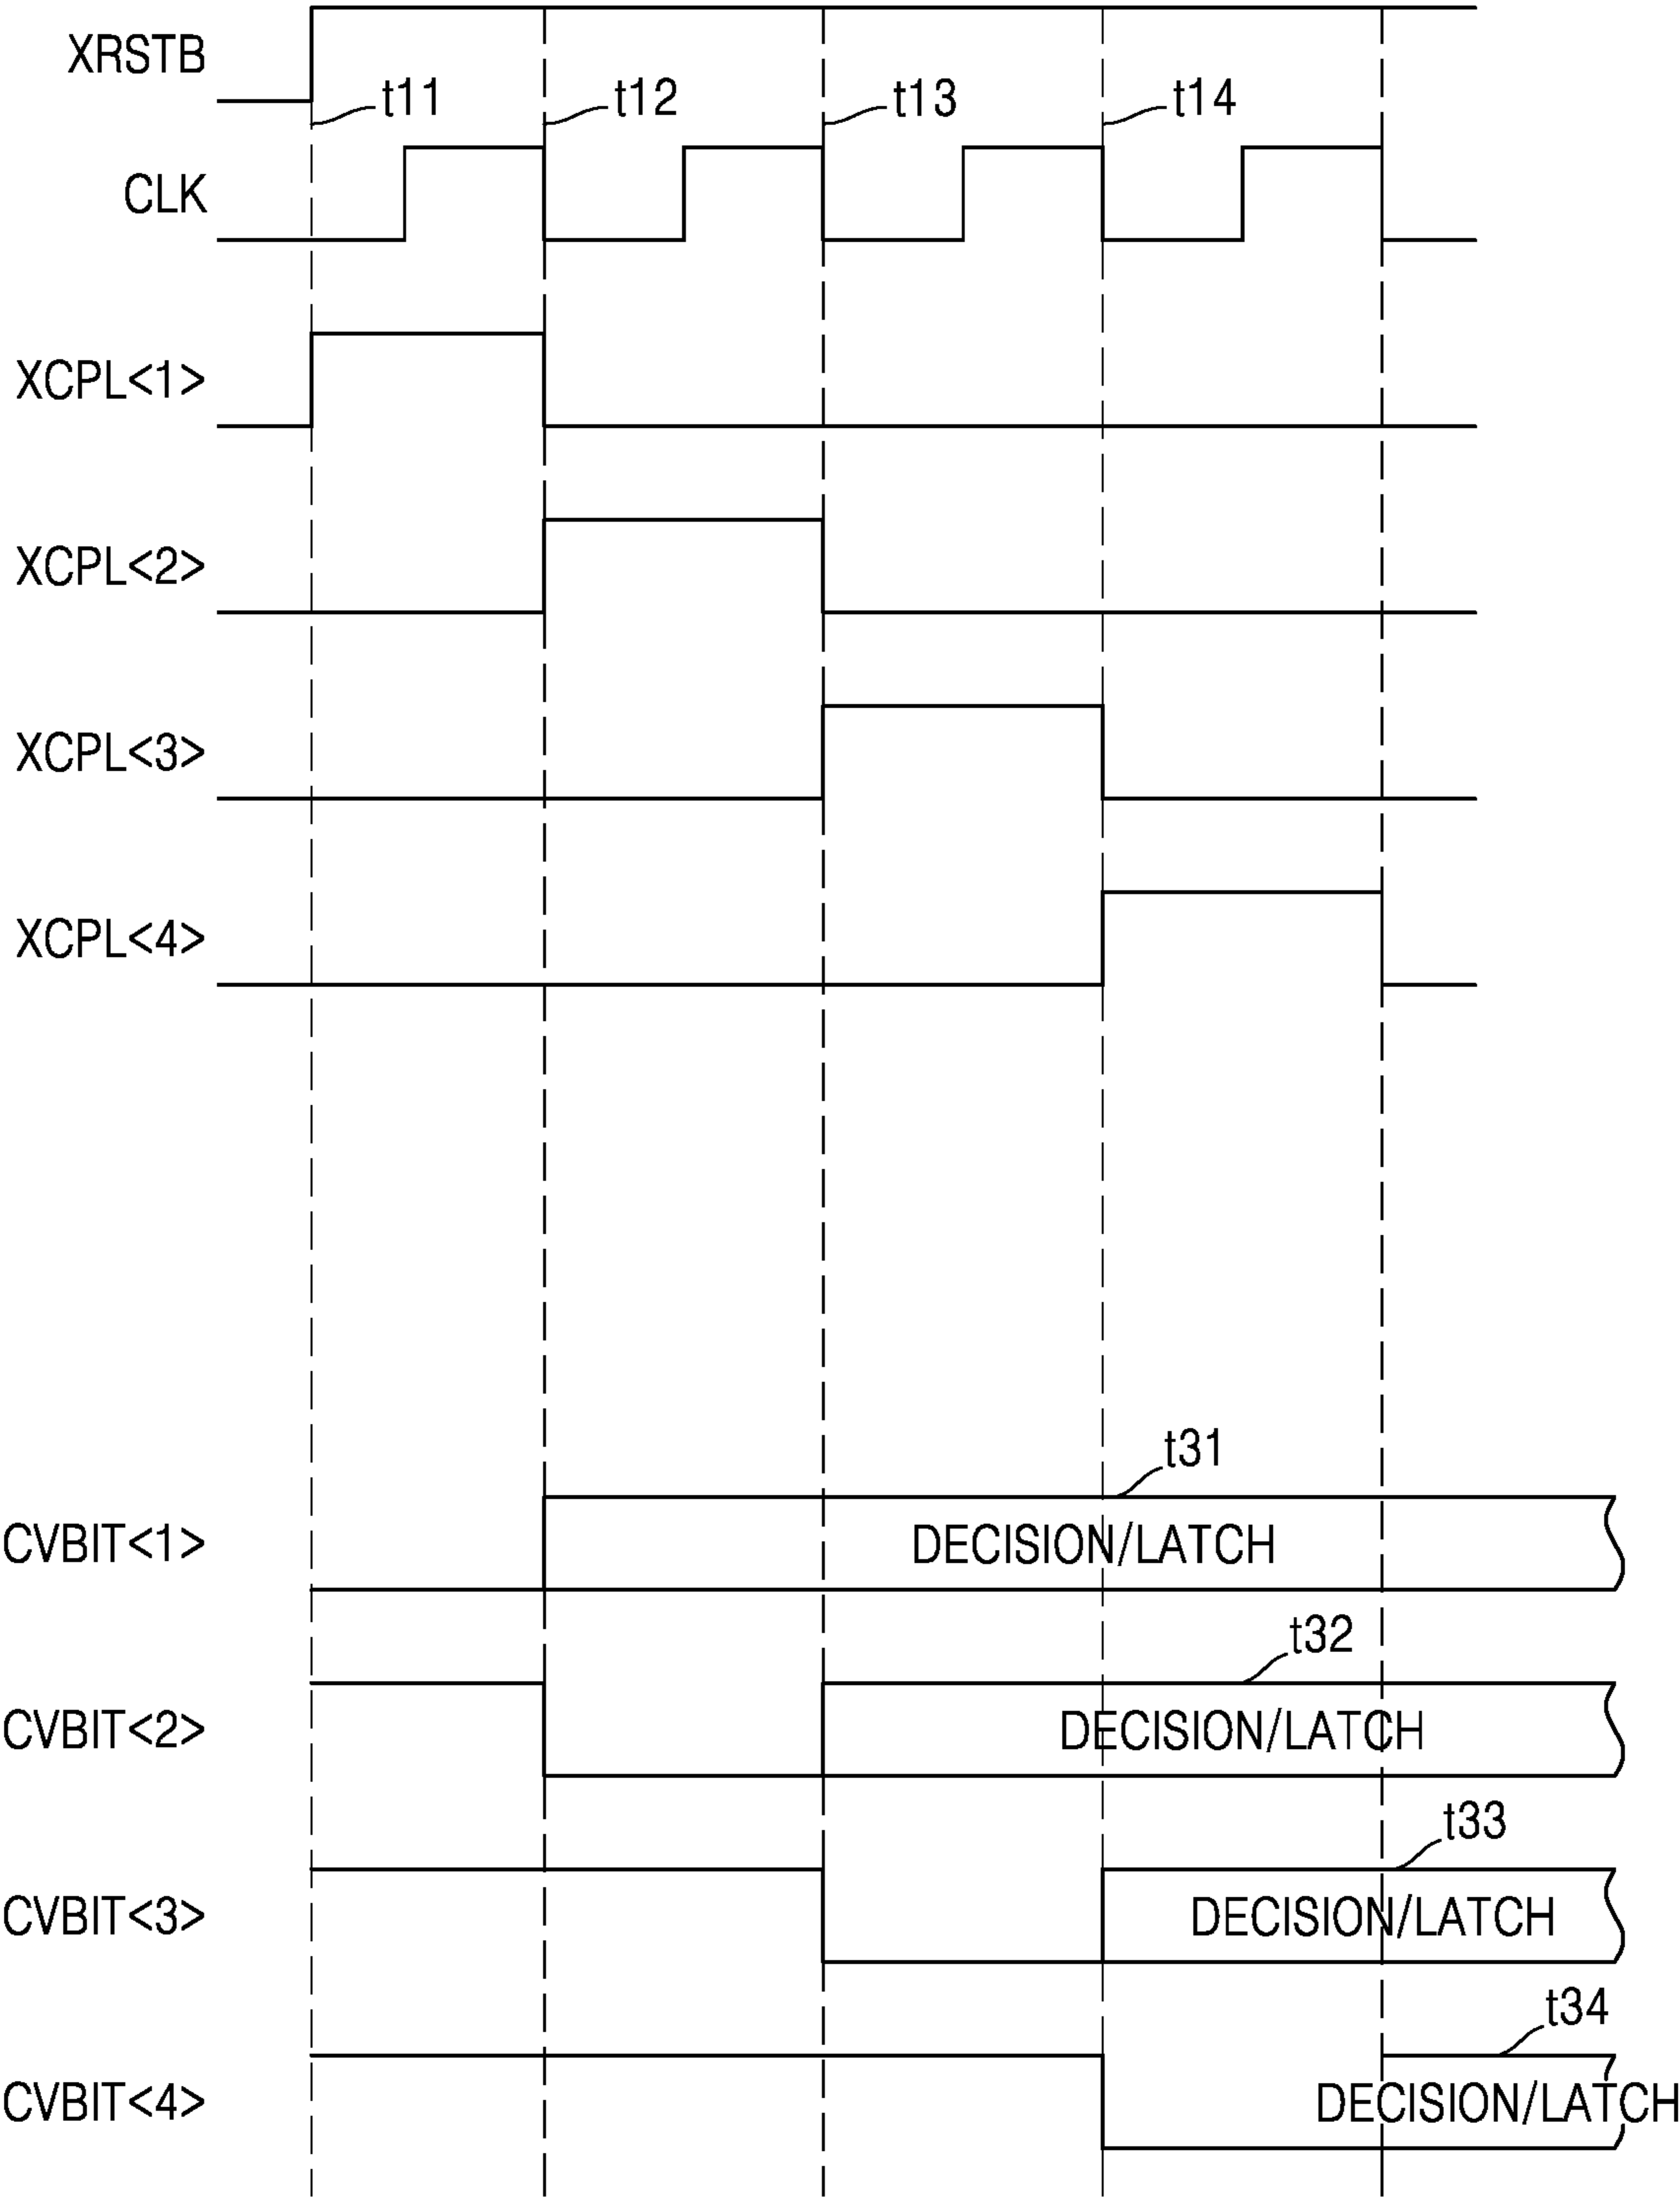 XRSTB
t11
t12
t13
t14
CLK
XCPL<1>
XCPL<2>
XCPL<3>
XCPL<4>
t31
CVBIT<1>
DECISION/LATCH
t32
CVBIT<2>
DECISION/LATCH
t33
CVBIT<3>
DECISION/LATCH
t34
CVBIT<4>
DECISION/LATCH